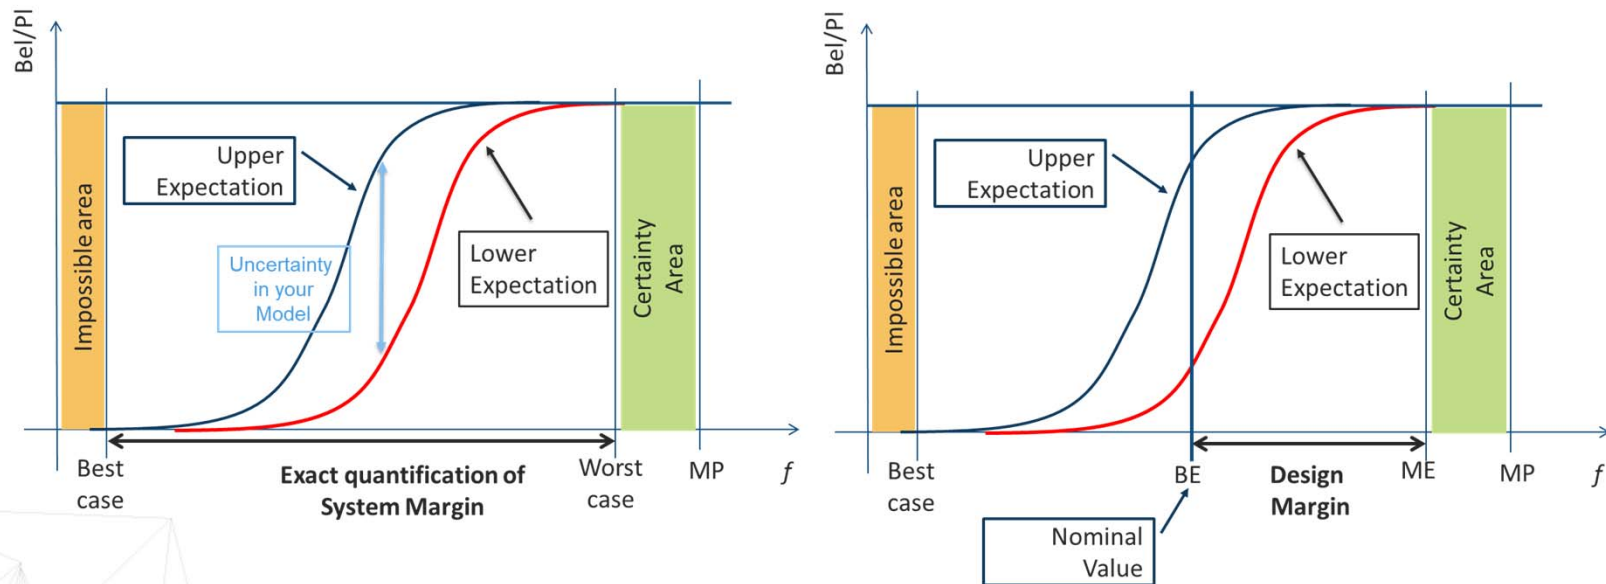 Bel/Pl
Impossible area
Upper
Expectation
Uncertainty
in your
Model
Lower
Expectation
Certainty
Area
Best
case
Exact quantification of
System Margin
Worst
case
MP
f
Bel/Pl
Impossible area
Upper
Expectation
Lower
Expectation
Certainty
Area
Best
case
BE
Design
Margin
ME
MP
f
Nominal
Value